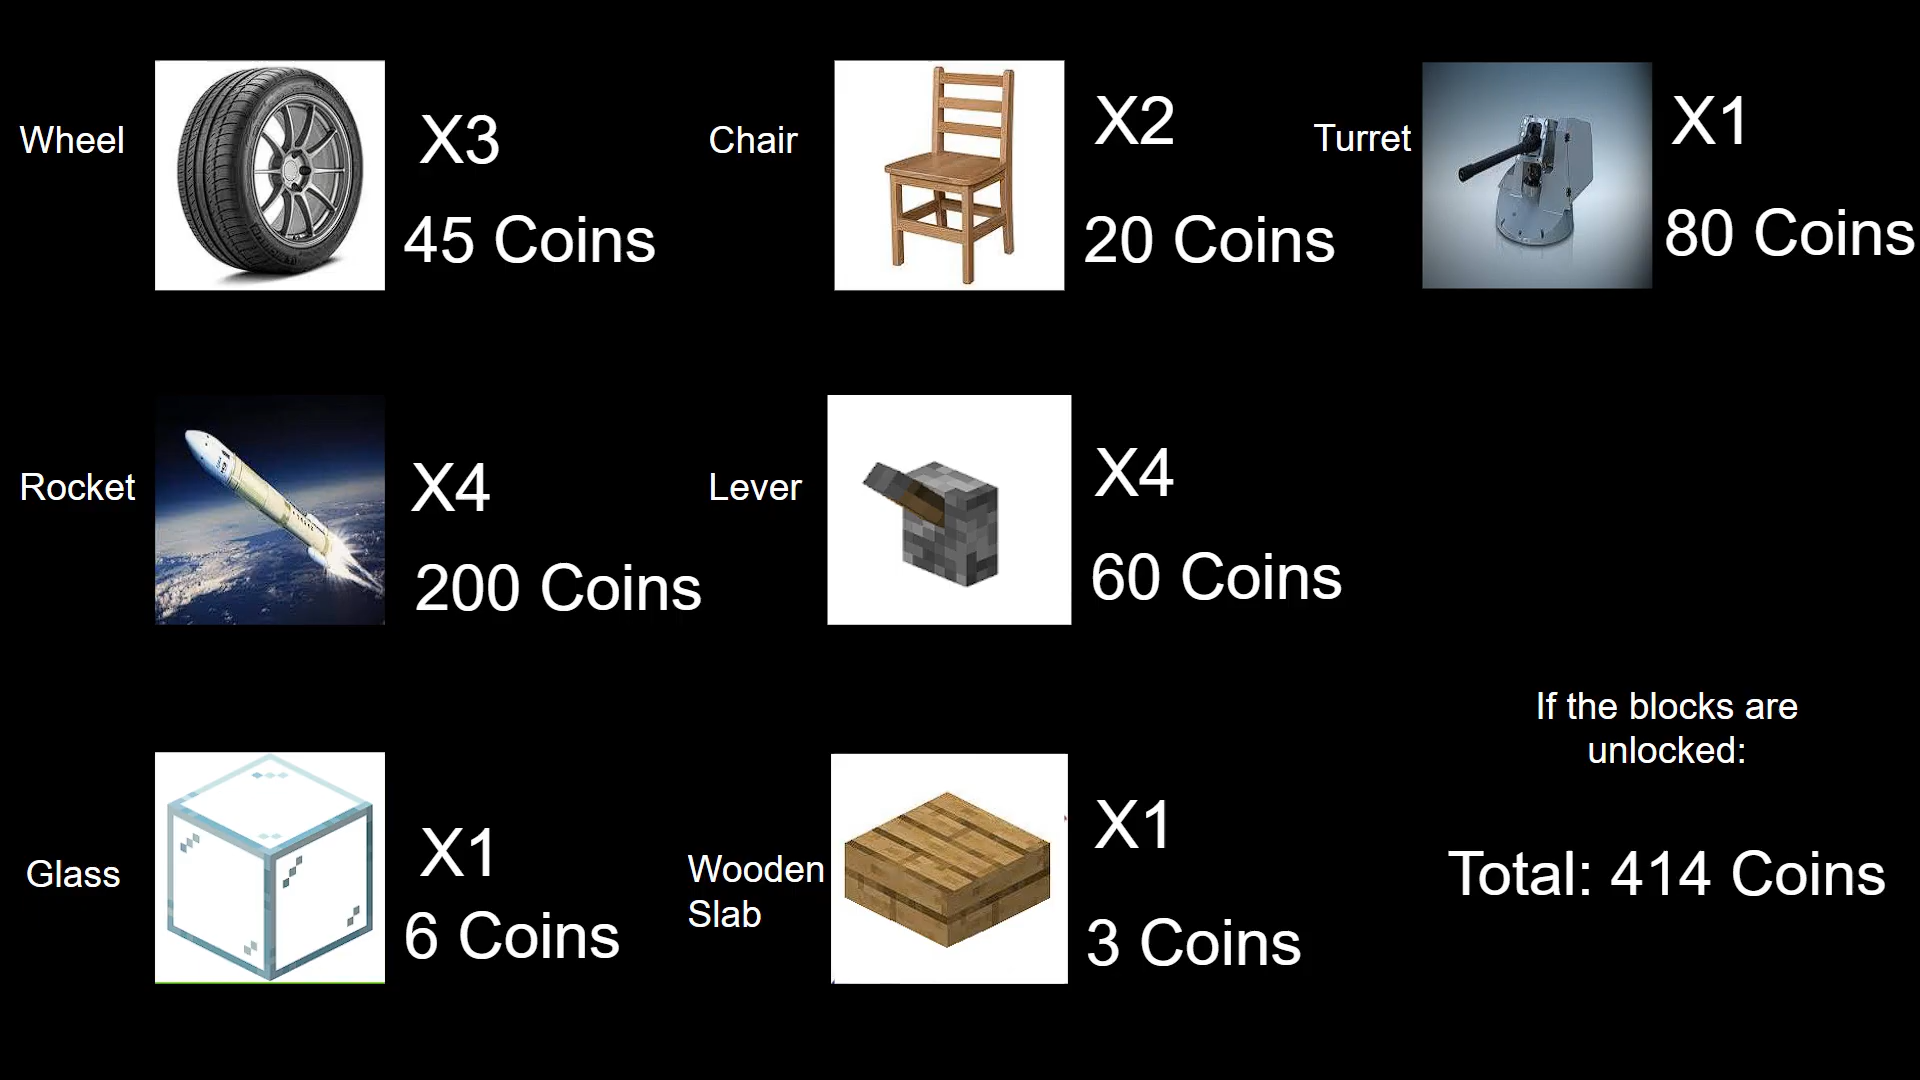 Wheel
X3
45 Coins
Chair
X2
20 Coins
Turret
X1
80 Coins
Rocket
X4
200 Coins
Lever
X4
60 Coins
Glass
X1
6 Coins
Wooden
Slab
X1
3 Coins
If the blocks are
unlocked:
Total: 414 Coins